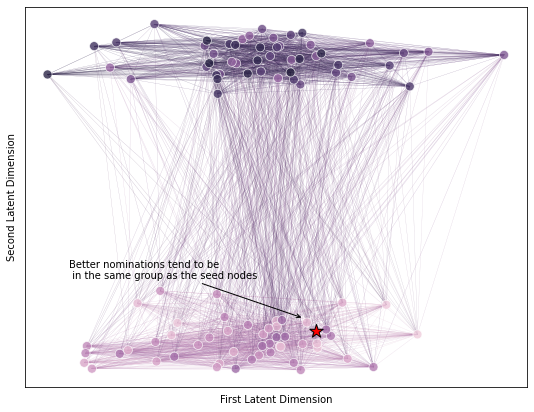 Second Latent Dimension
Better nominations tend to be
in the same group as the seed nodes
First Latent Dimension